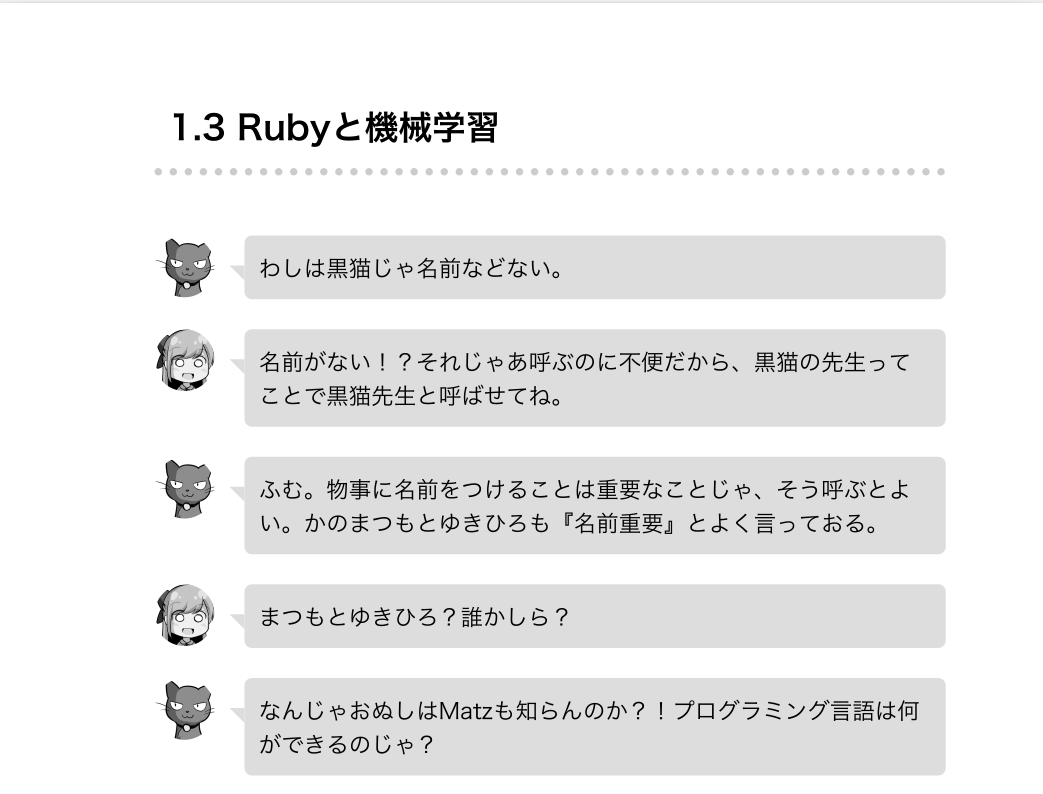 1.3 Rubyと機械学習
わしは黒猫じゃ名前などない。
名前がない！？それじゃあ呼ぶのに不便だから、黒猫の先生って
ことで黒猫先生と呼ばせてね。
ふむ。物事に名前をつけることは重要なことじゃ、そう呼ぶとよ
い。かのまつもとゆきひろも『名前重要』とよく言っておる。
まつもとゆきひろ？誰かしら？
なんじゃおぬしはMatzも知らんのか？！プログラミング言語は何
ができるのじゃ？